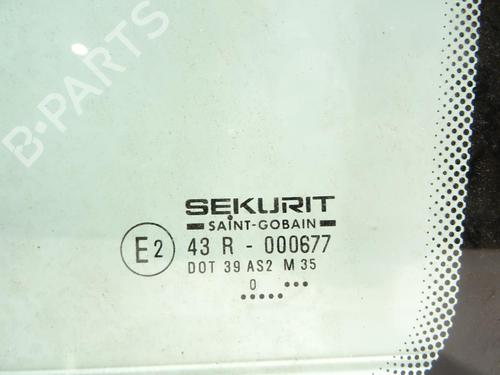 B-PARTS
SEKURIT
SAINT-GOBAIN
E2 43 R - 000677
DOT 39 AS2 M 35
0